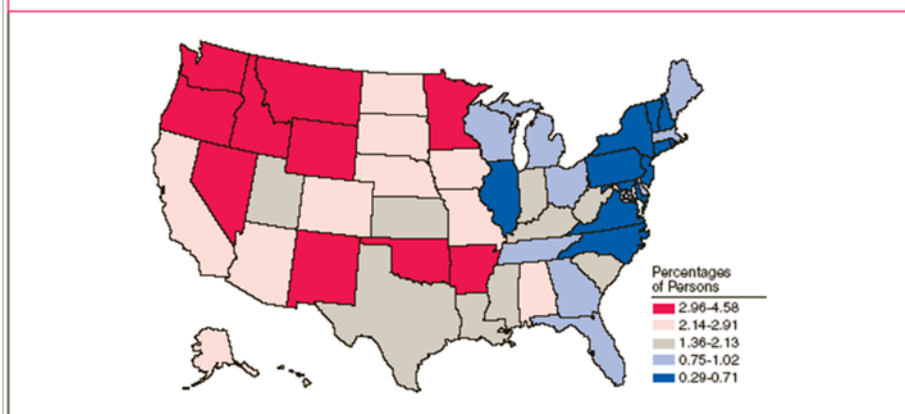 Percentages
of Persons
2.96-4.58
2.14-2.91
1.36-2.13
0.75-1.02
0.29-0.71